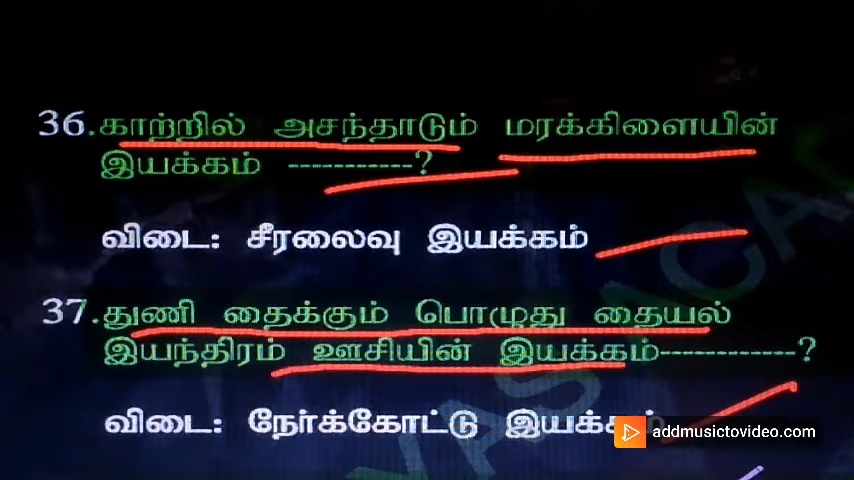 36.காற்றில் அசந்தாடும் மரக்கிளையின்
இயக்கம் -----------?
விடை: சீரலைவு இயக்கம்
37.துணி தைக்கும் பொழுது தையல்
இயந்திரம் ஊசியின் இயக்கம்------------?
விடை: நேர்க்கோட்டு
addmusictovideo.com